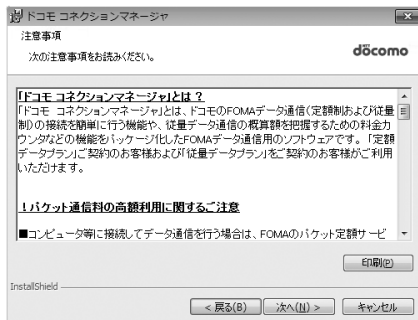 ドコモ コネクションマネージャ
注意事項
次の注意事項をお読みください。
döcomo
「ドコモ コネクションマネージャ」とは？
「ドコモ コネクションマネージャ」とは、ドコモのFOMAデータ通信（定額制および従量
制）の接続を簡単に行う機能や、従量データ通信の概算額を把握するための料金カ
ウンタなどの機能をパッケージ化したFOMAデータ通信用のソフトウェアです。「定額
データプラン」ご契約のお客様および「従量データプラン」をご契約のお客様がご利用
いただけます。
！パケット通信料の高額利用に関するご注意
■コンピュータ等に接続してデータ通信を行う場合は、FOMAのパケット定額サービ
印刷(P)
InstallShield
< 戻る(B)
次へ(N) >
キャンセル